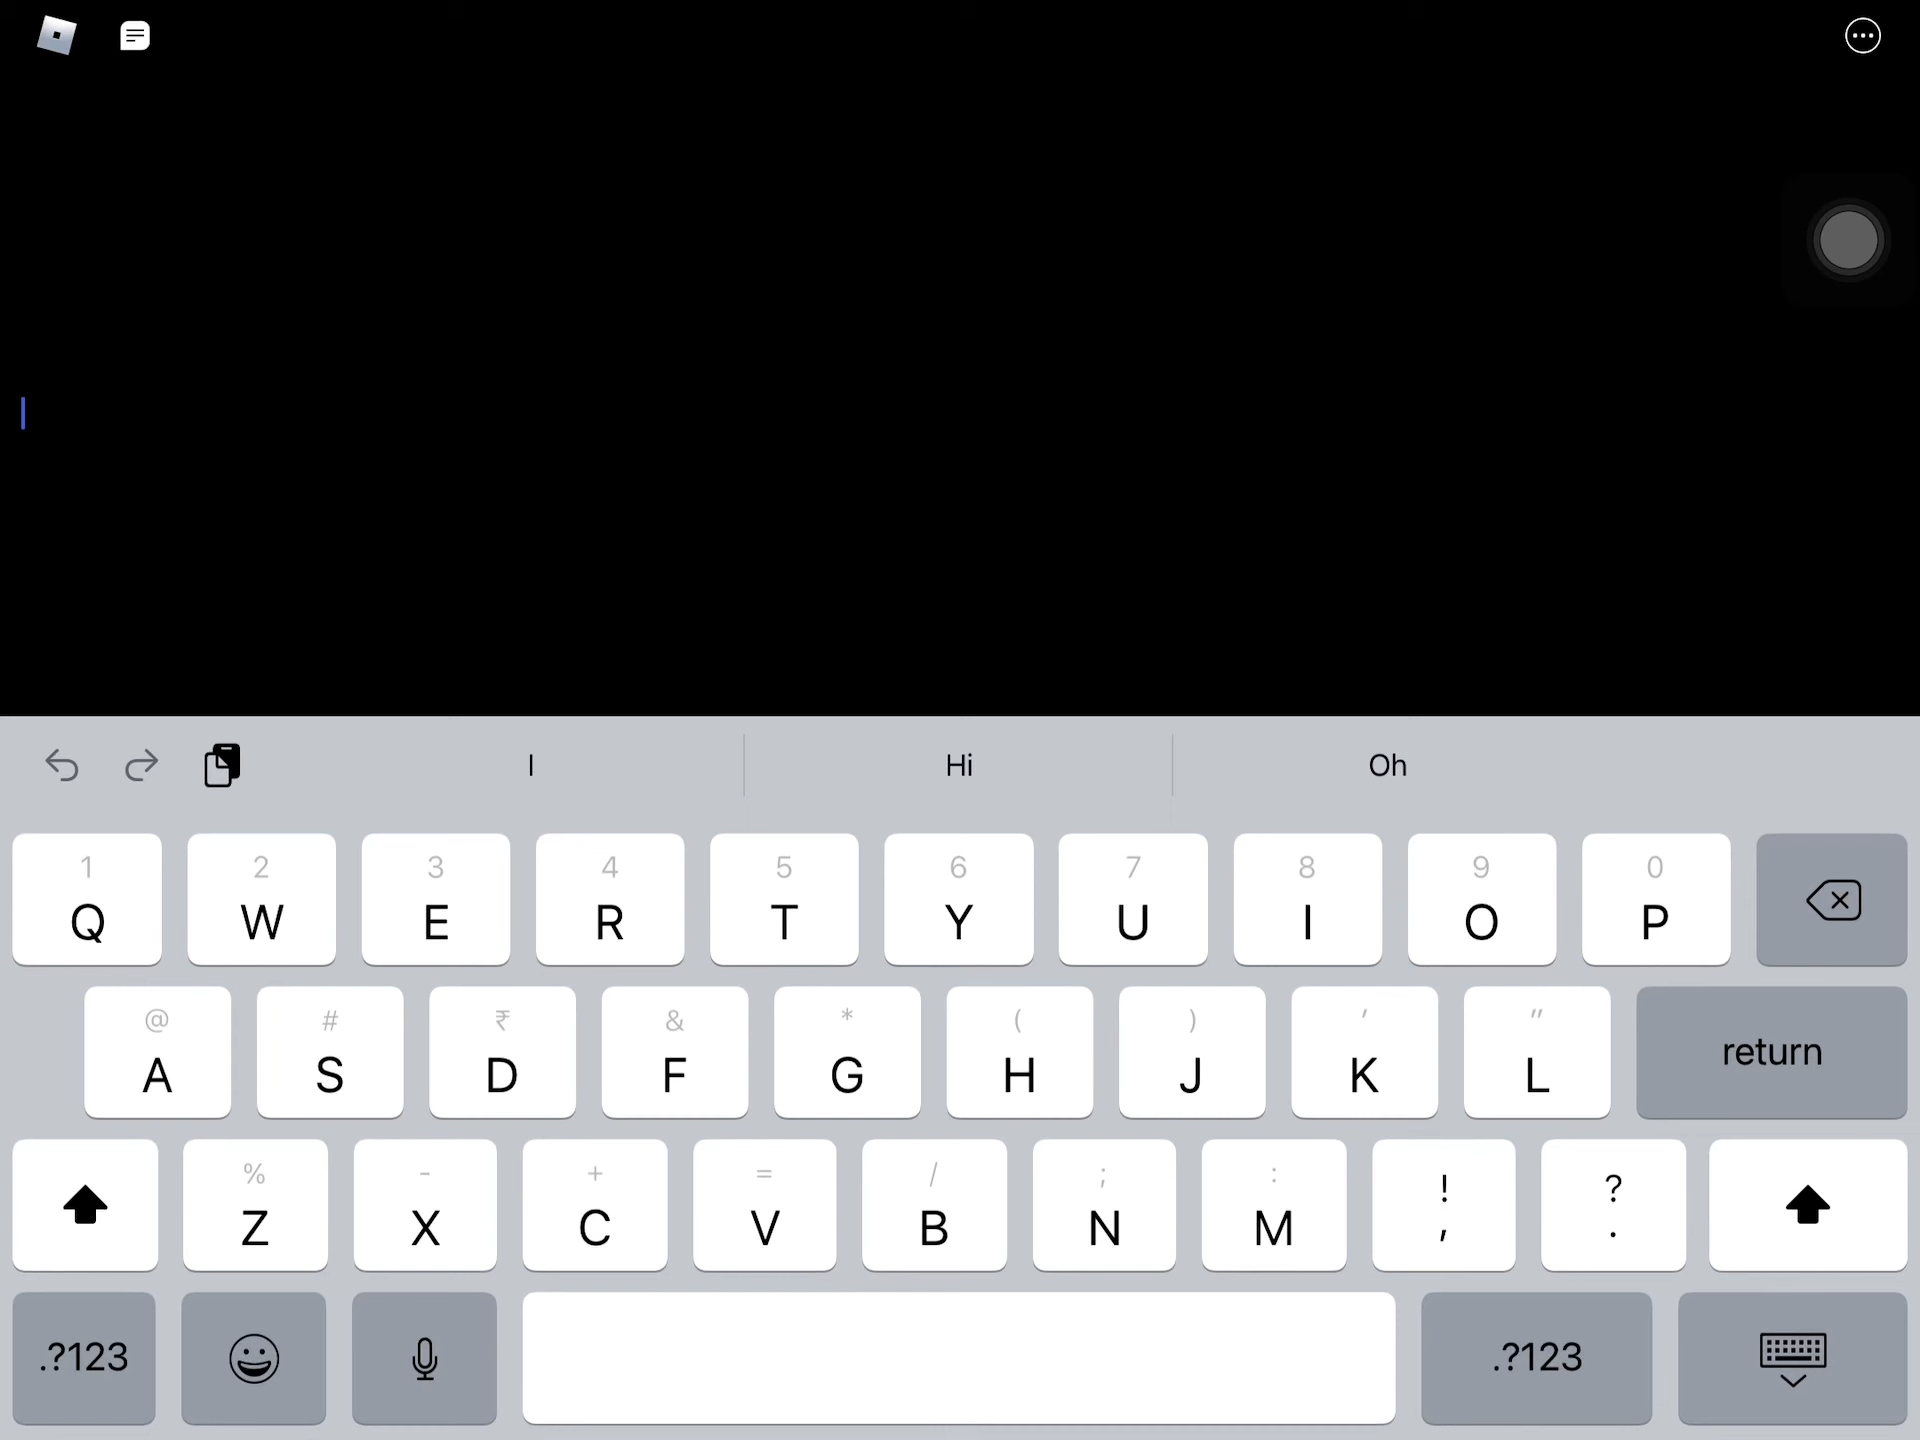 I Hi Oh
1 2 3 4 5 6 7 8 9 0
Q W E R T Y U I O P
@ # ₹ & * ( ) ' "
A S D F G H J K L return
% - + = / ; : ! ?
Z X C V B N M , .
.?123 .?123